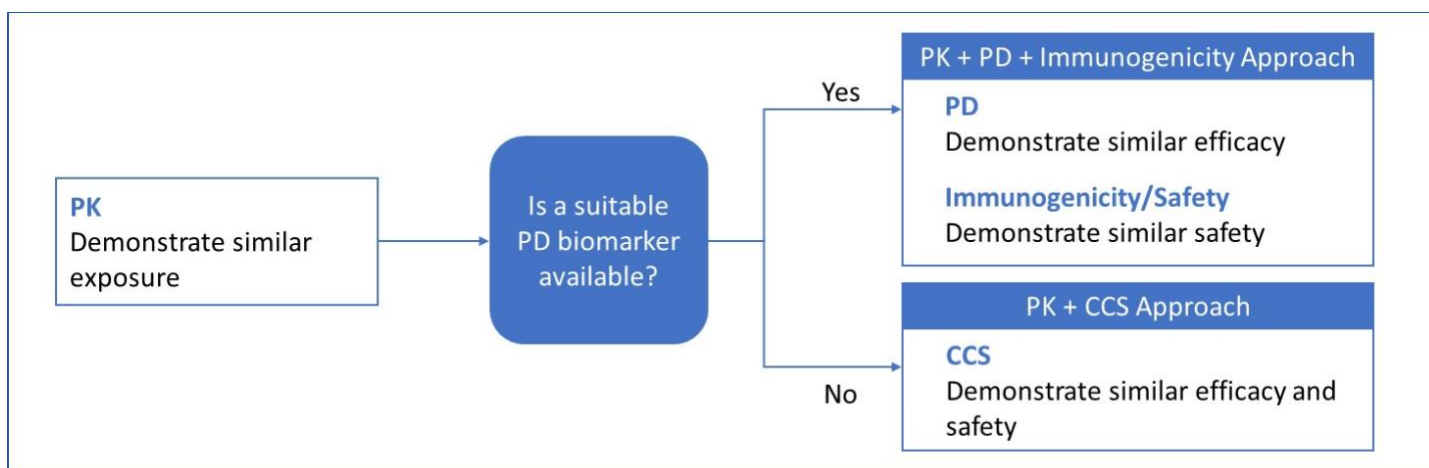 PK
Demonstrate similar
exposure
Is a suitable
PD biomarker
available?
Yes
PK + PD + Immunogenicity Approach
PD
Demonstrate similar efficacy
Immunogenicity/Safety
Demonstrate similar safety
No
PK + CCS Approach
CCS
Demonstrate similar efficacy and
safety